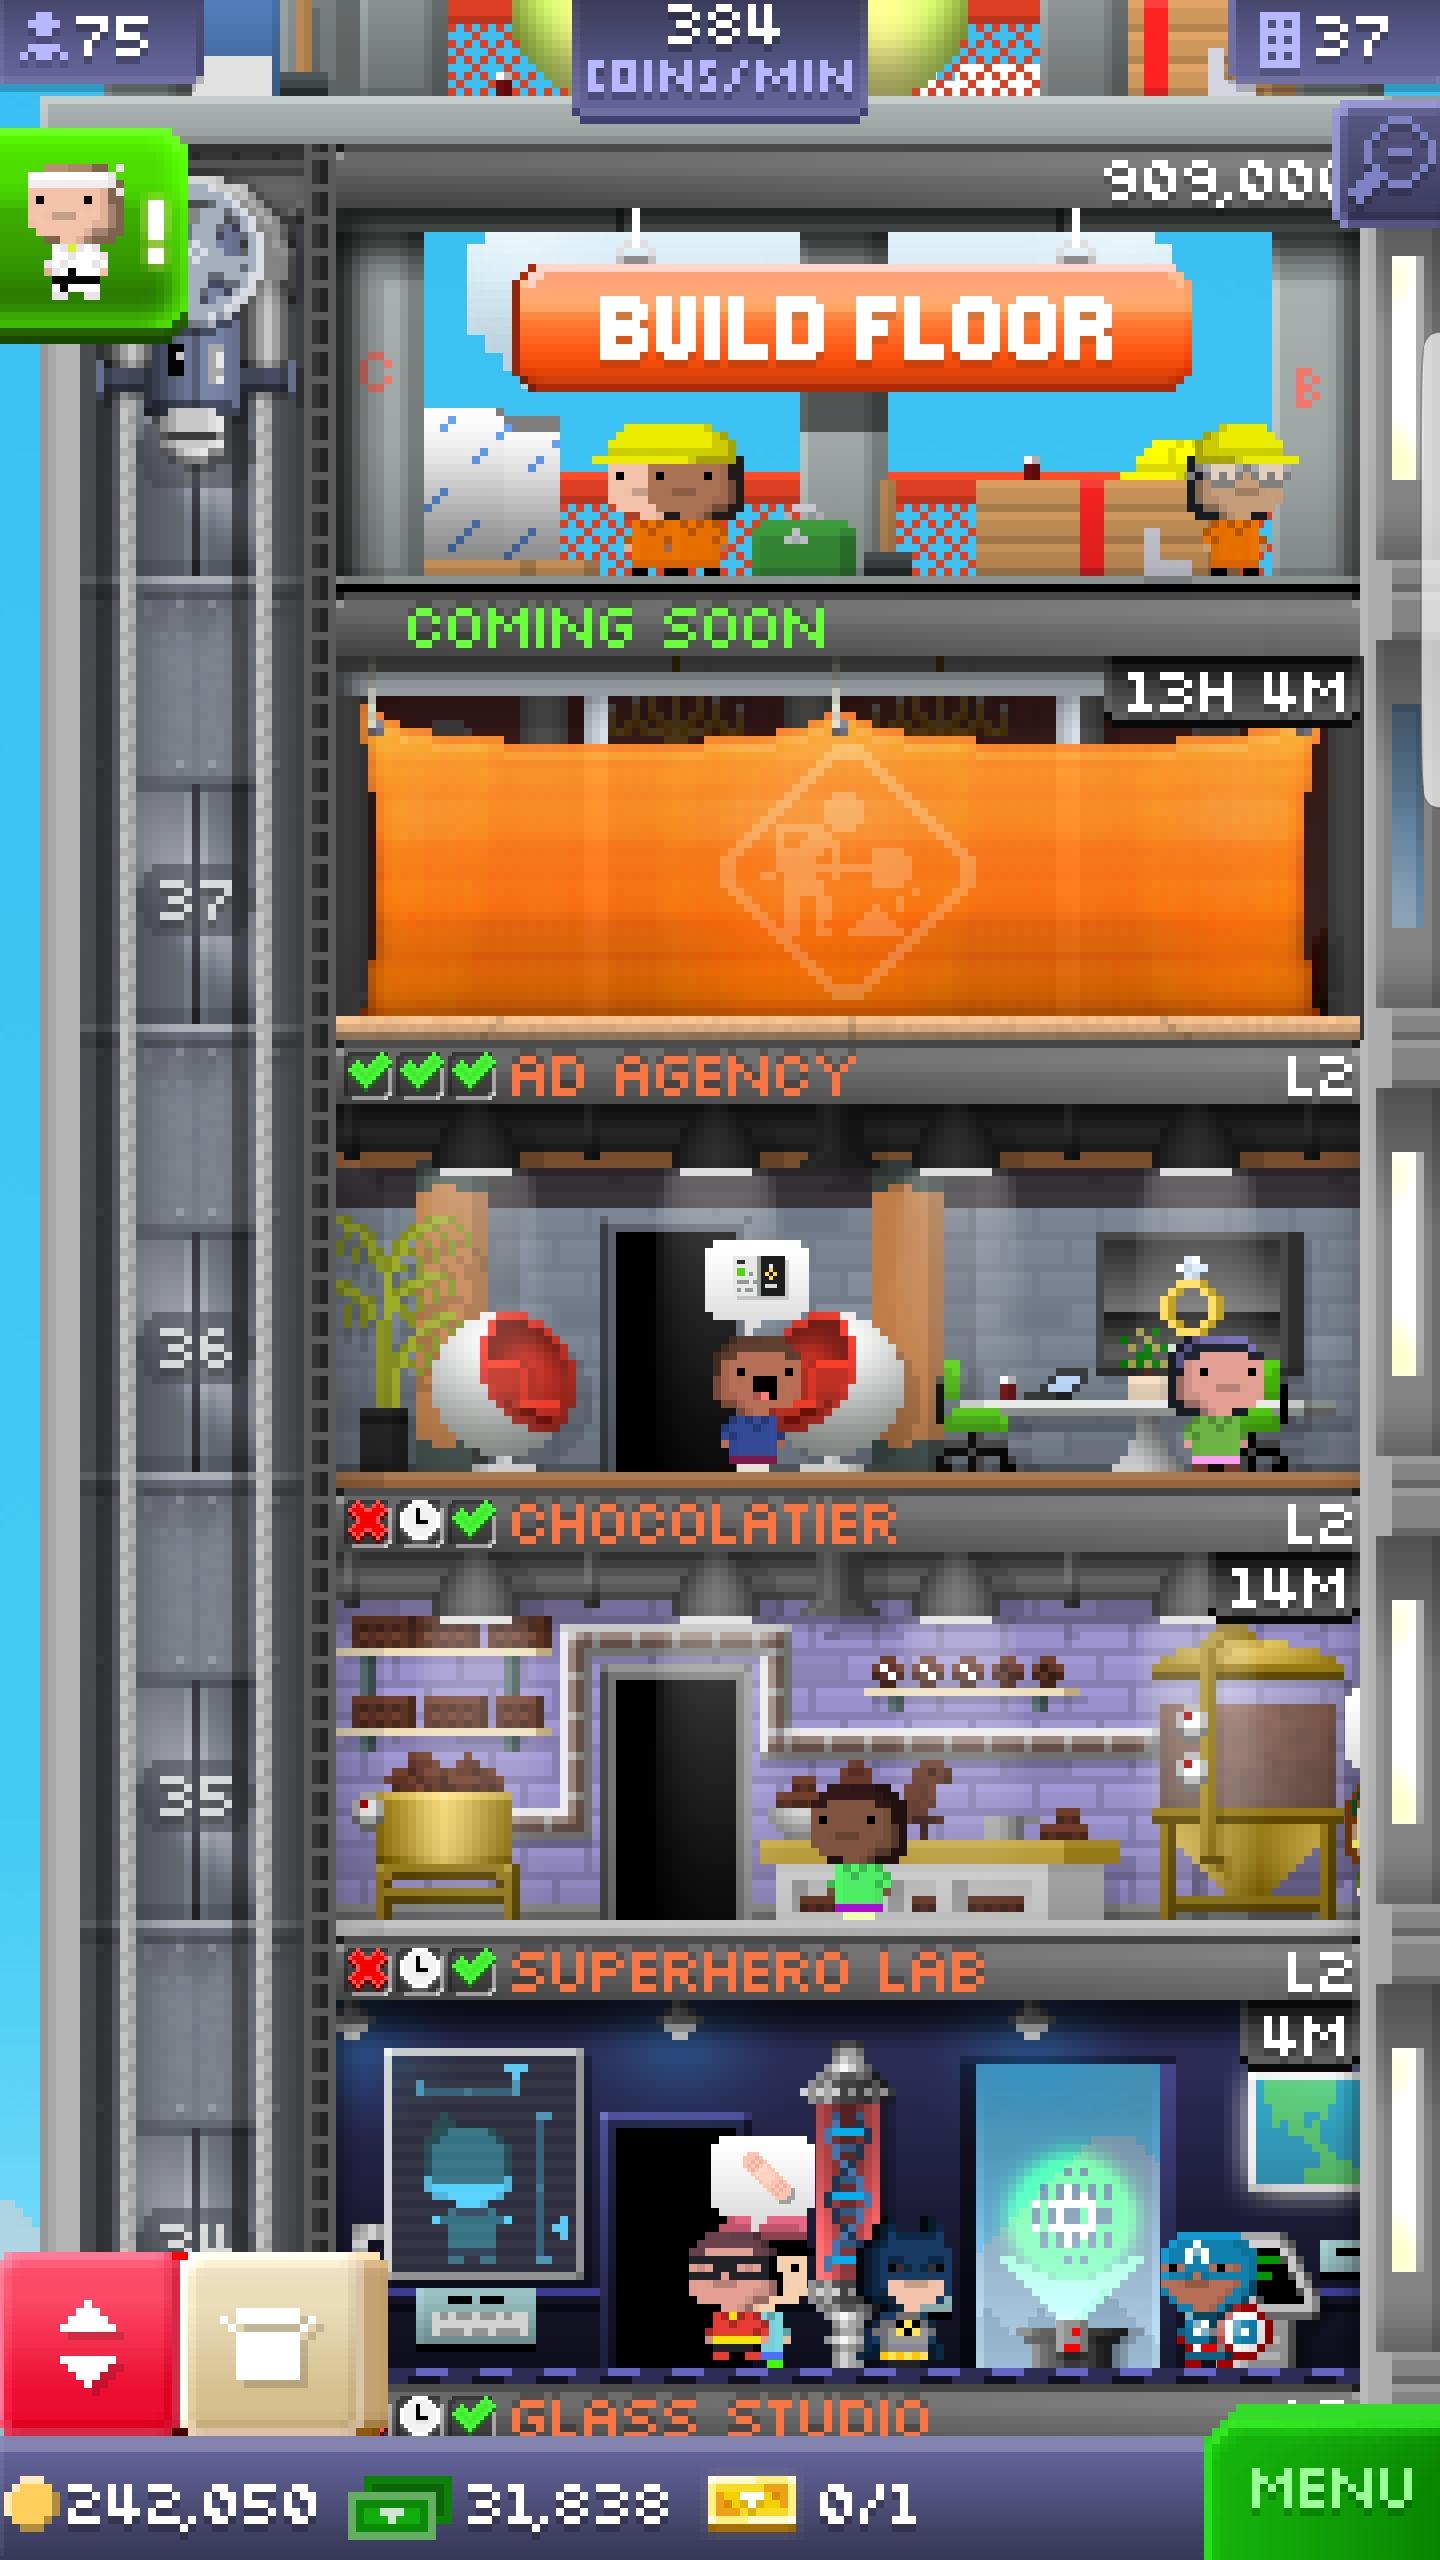 75
384
COINS/MIN
37
909,00
!
BUILD FLOOR
C
B
COMING SOON
13H 4M
37
AD AGENCY L2
36
CHOCOLATIER L2
14M
35
SUPERHERO LAB L2
4M
34
GLASS STUDIO
242,050 31,838 0/1
MENU